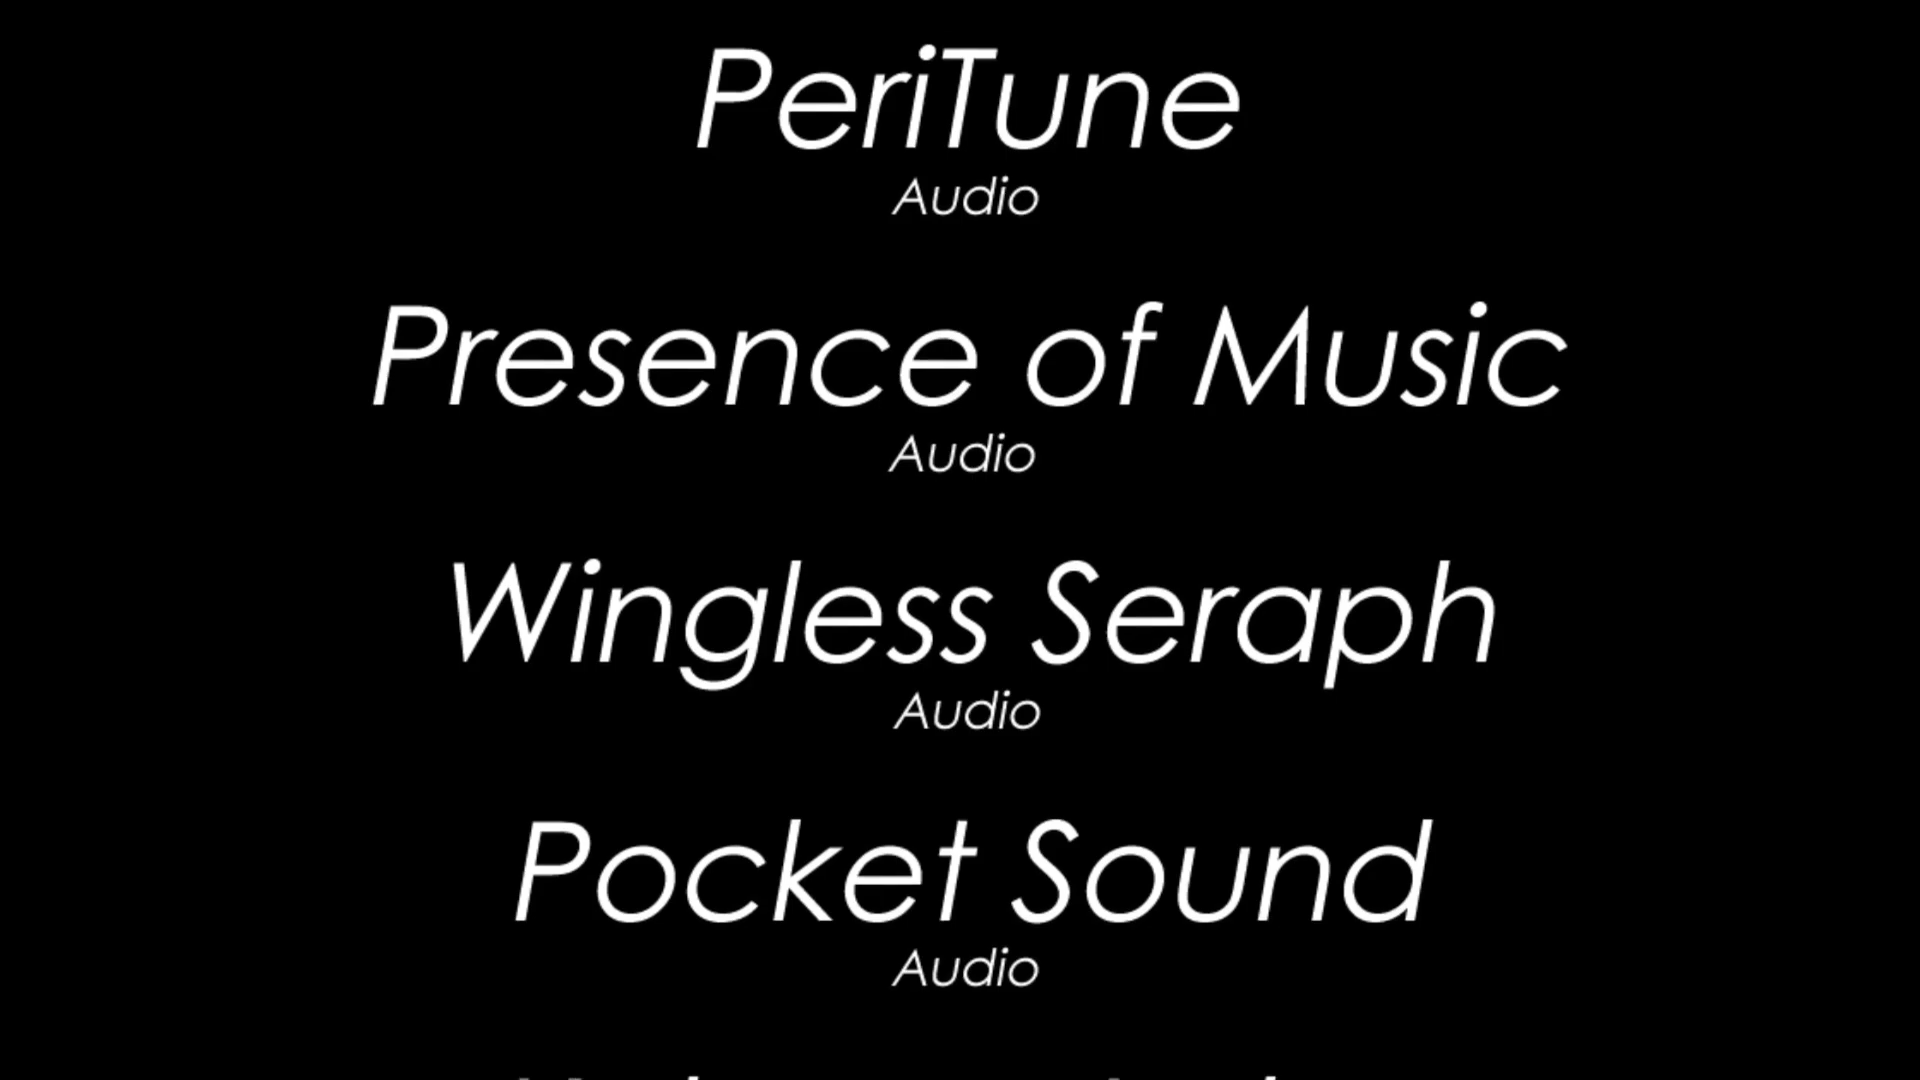 PeriTune
Audio
Presence of Music
Audio
Wingless Seraph
Audio
Pocket Sound
Audio